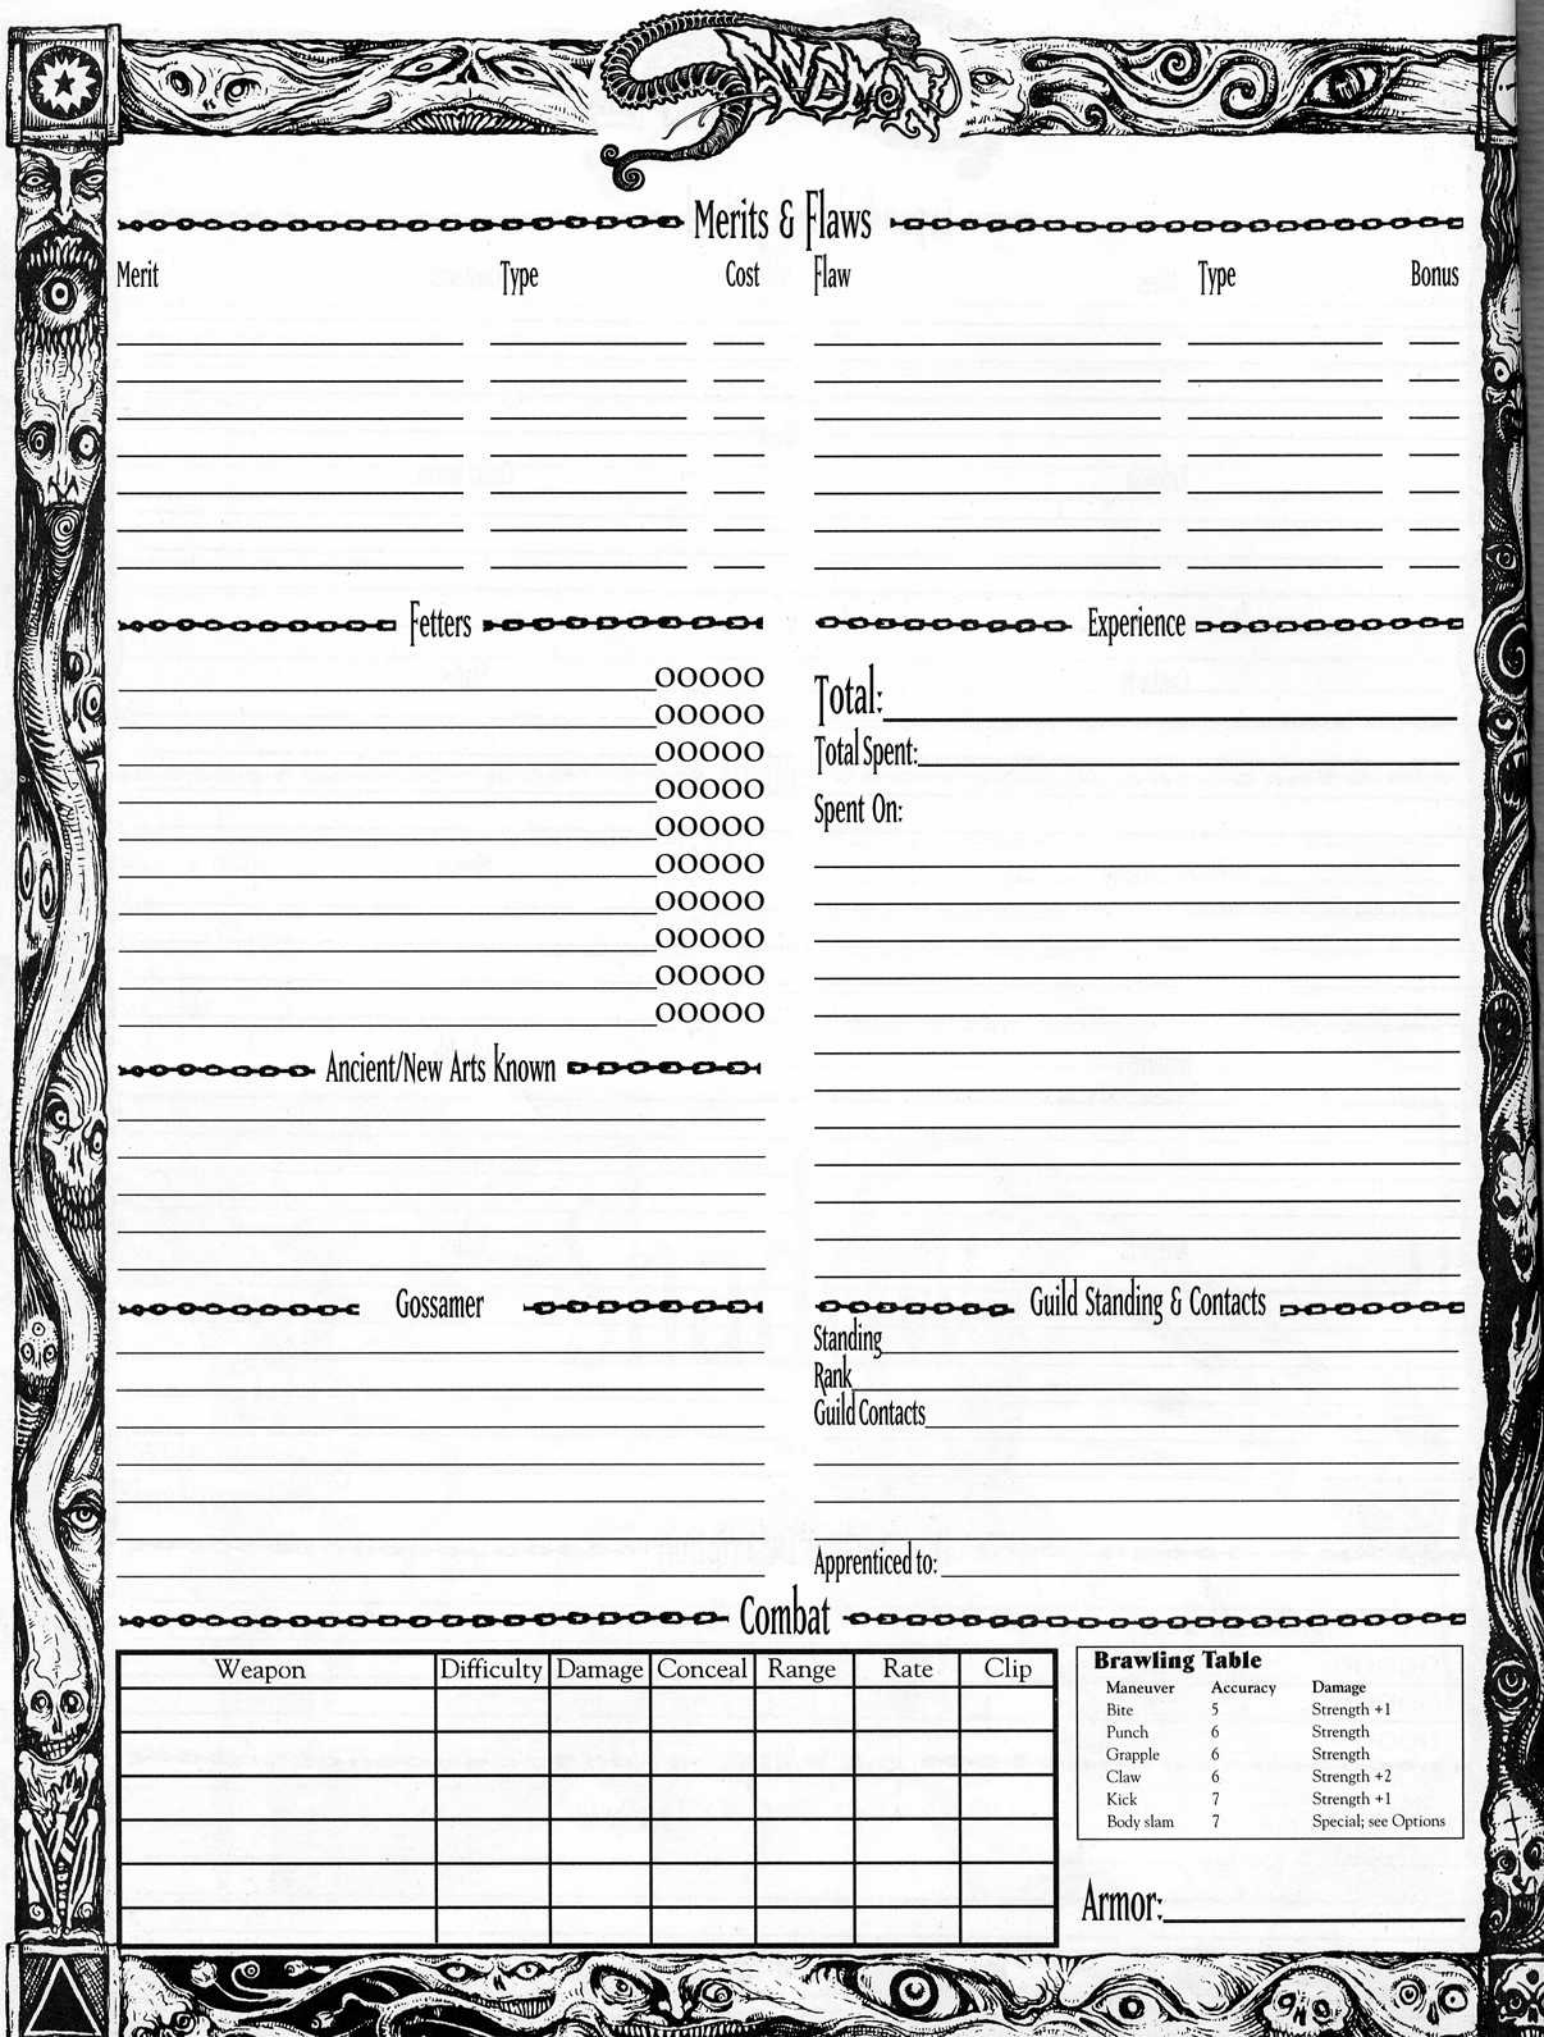 SANDMEN
Merits & Flaws
Merit Type Cost Flaw Type Bonus
Fetters
OOOOO
OOOOO
OOOOO
OOOOO
OOOOO
OOOOO
OOOOO
OOOOO
OOOOO
OOOOO
Experience
Total:
Total Spent:
Spent On:
Ancient/New Arts Known
Gossamer
Guild Standing & Contacts
Standing
Rank
Guild Contacts
Apprenticed to:
Combat
Weapon Difficulty Damage Conceal Range Rate Clip
Brawling Table
Maneuver Accuracy Damage
Bite 5 Strength +1
Punch 6 Strength
Grapple 6 Strength
Claw 6 Strength +2
Kick 7 Strength +1
Body slam 7 Special; see Options
Armor: